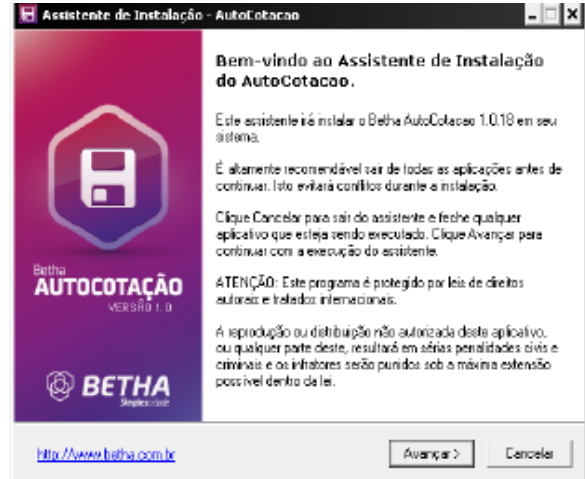 Assistente de Instalação - AutoCotacao
Bem-vindo ao Assistente de Instalação
do AutoCotacao.
Este assistente irá instalar o Betha AutoCotacao 1.0.18 em seu
sistema.
É altamente recomendável sair de todas as aplicações antes de
continuar. Isto evitará conflitos durante a instalação.
Clique Cancelar para sair do assistente e feche qualquer
aplicativo que esteja sendo executado. Clique Avançar para
continuar com a execução do assistente.
ATENÇÃO: Este programa é protegido por leis de direitos
autorais e tratados internacionais.
A reprodução ou distribuição não autorizada deste aplicativo,
ou qualquer parte deste, resultará em sérias penalidades civis e
criminais e os infratores serão punidos sob a máxima extensão
possível dentro da lei.
Betha
AUTOCOTAÇÃO
VERSÃO 1.0
BETHA
Simplescidade
http://www.betha.com.br
Avançar >
Cancelar